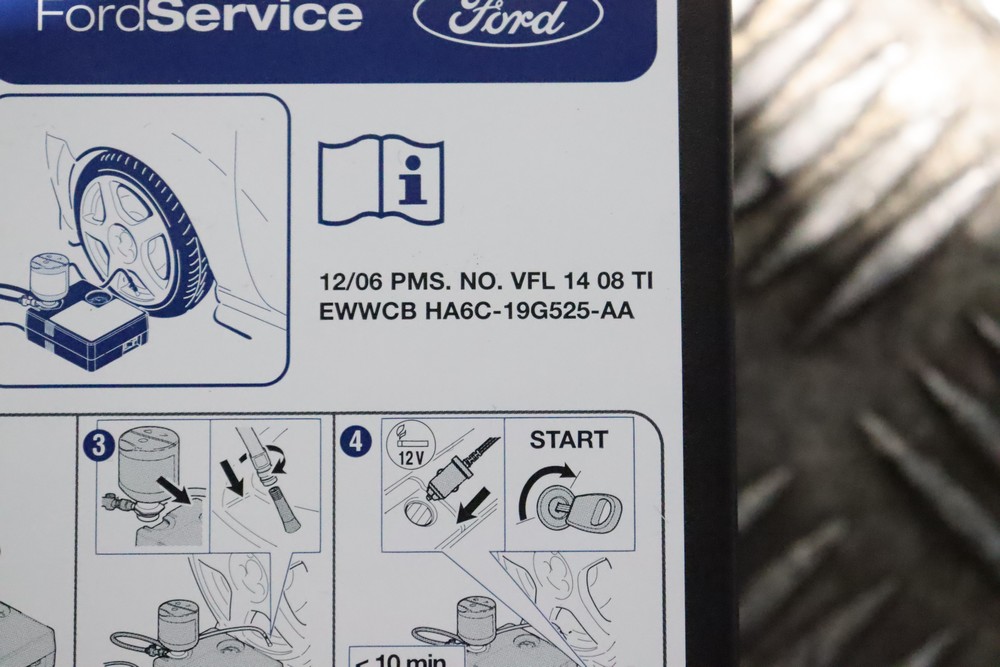 FordService
Ford
i
12/06 PMS. NO. VFL 14 08 TI
EWWCB HA6C-19G525-AA
3
4
12V
START
< 10 min